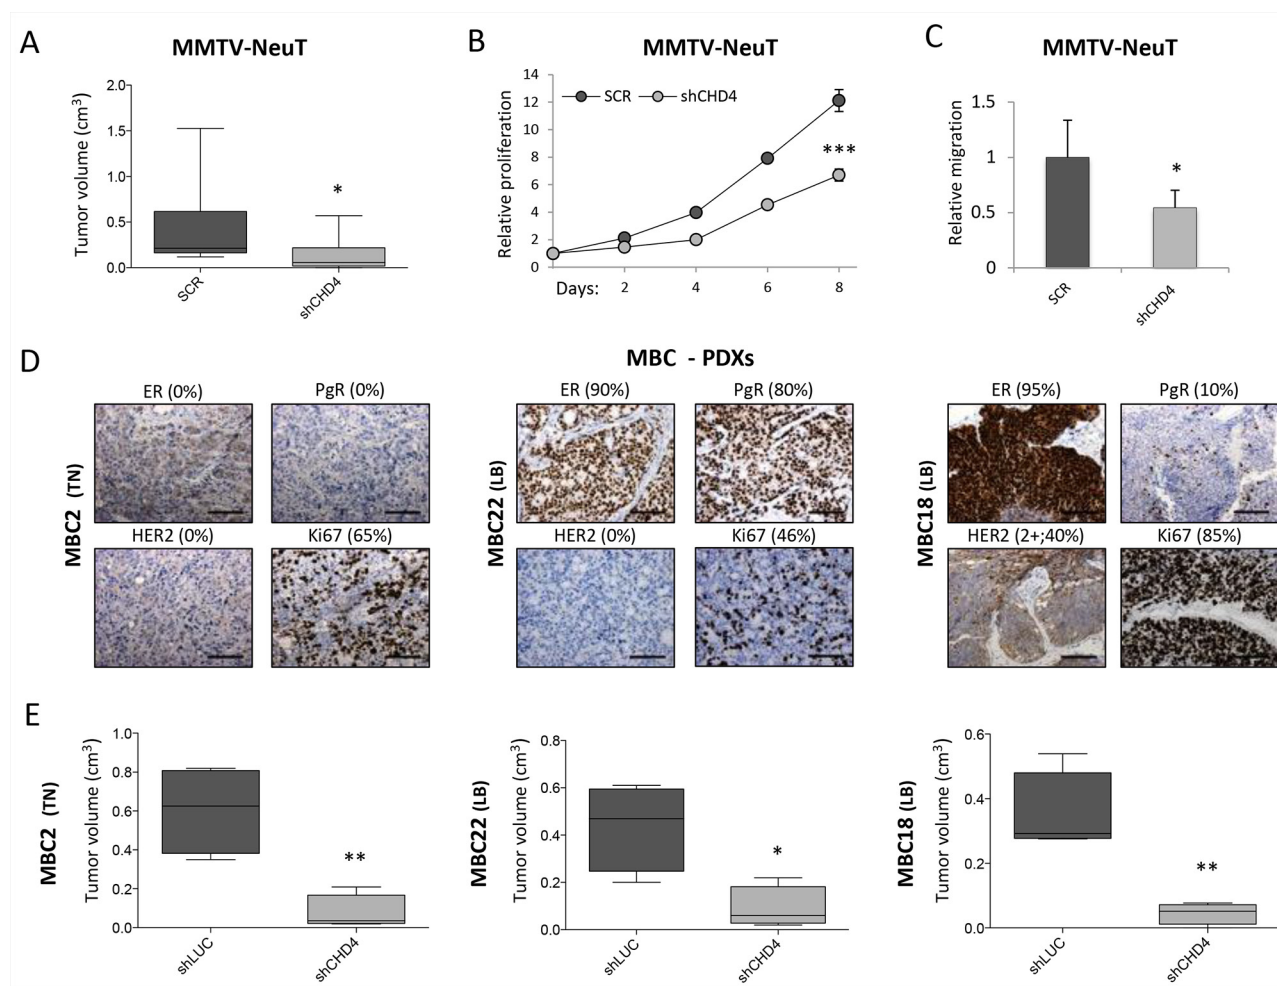 A
MMTV-NeuT
Tumor volume (cm³)
2.0
1.5
1.0
0.5
0.0
*
SCR
shCHD4
B
MMTV-NeuT
Relative proliferation
14
12
10
8
6
4
2
0
SCR shCHD4
***
Days: 2 4 6 8
C
MMTV-NeuT
Relative migration
1.5
1
0.5
0
*
SCR
shCHD4
D
MBC - PDXs
MBC2 (TN)
ER (0%) PgR (0%)
HER2 (0%) Ki67 (65%)
MBC22 (LB)
ER (90%) PgR (80%)
HER2 (0%) Ki67 (46%)
MBC18 (LB)
ER (95%) PgR (10%)
HER2 (2+;40%) Ki67 (85%)
E
MBC2 (TN)
Tumor volume (cm³)
1.0
0.8
0.6
0.4
0.2
0.0
**
shLUC
shCHD4
MBC22 (LB)
Tumor volume (cm³)
0.8
0.6
0.4
0.2
0.0
*
shLUC
shCHD4
MBC18 (LB)
Tumor volume (cm³)
0.6
0.4
0.2
0.0
**
shLUC
shCHD4